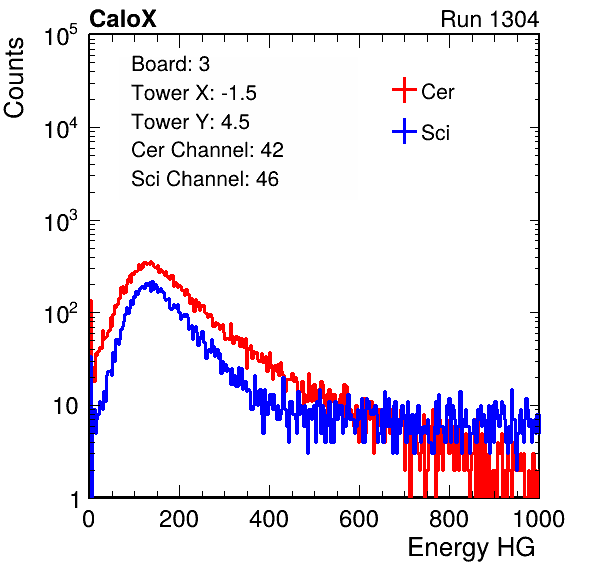 CaloX Run 1304
Counts
Board: 3
Tower X: -1.5
Tower Y: 4.5
Cer Channel: 42
Sci Channel: 46
Cer
Sci
10^5
10^4
10^3
10^2
10
1
0 200 400 600 800 1000
Energy HG